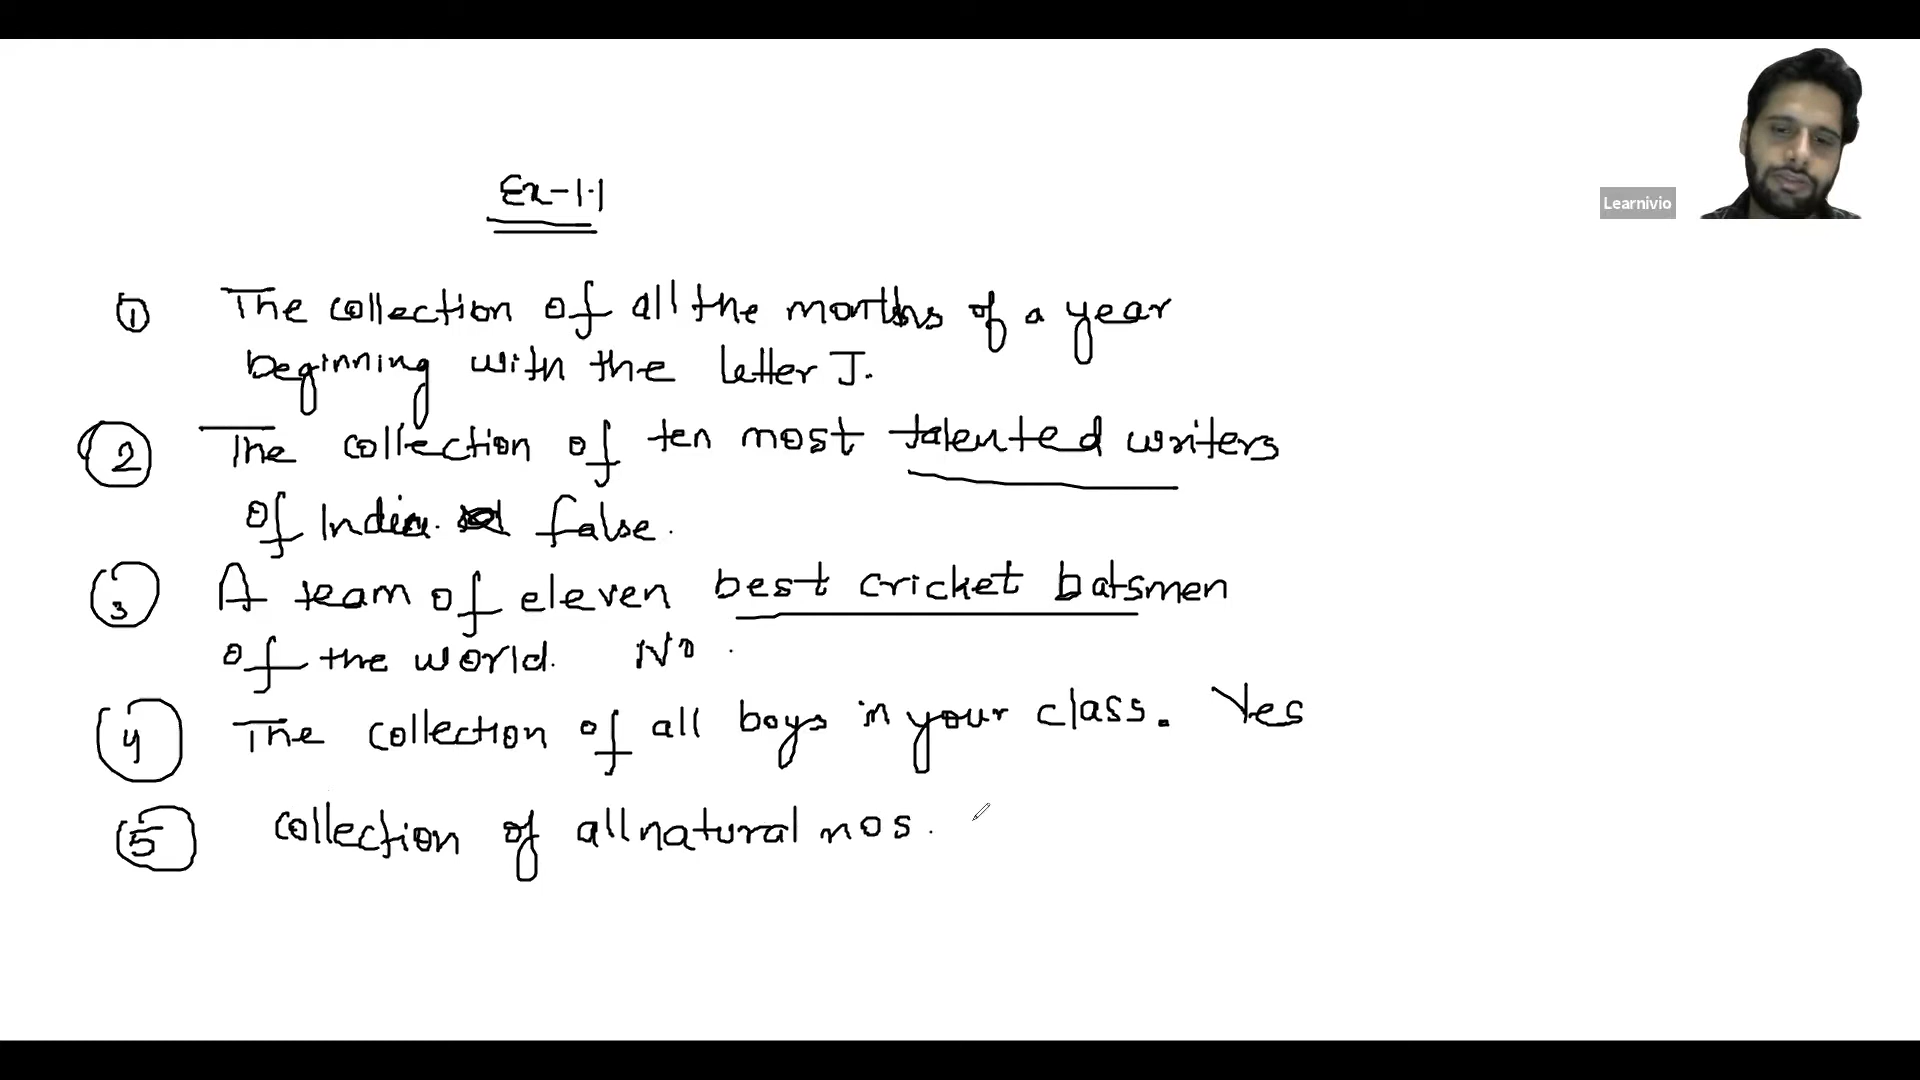 Ex-1.1
Learnivio
① The collection of all the months of a year
beginning with the letter J.
② The collection of ten most talented writers
of India. false.
③ A team of eleven best cricket batsmen
of the world. No.
④ The collection of all boys in your class. Yes
⑤ collection of all natural nos.